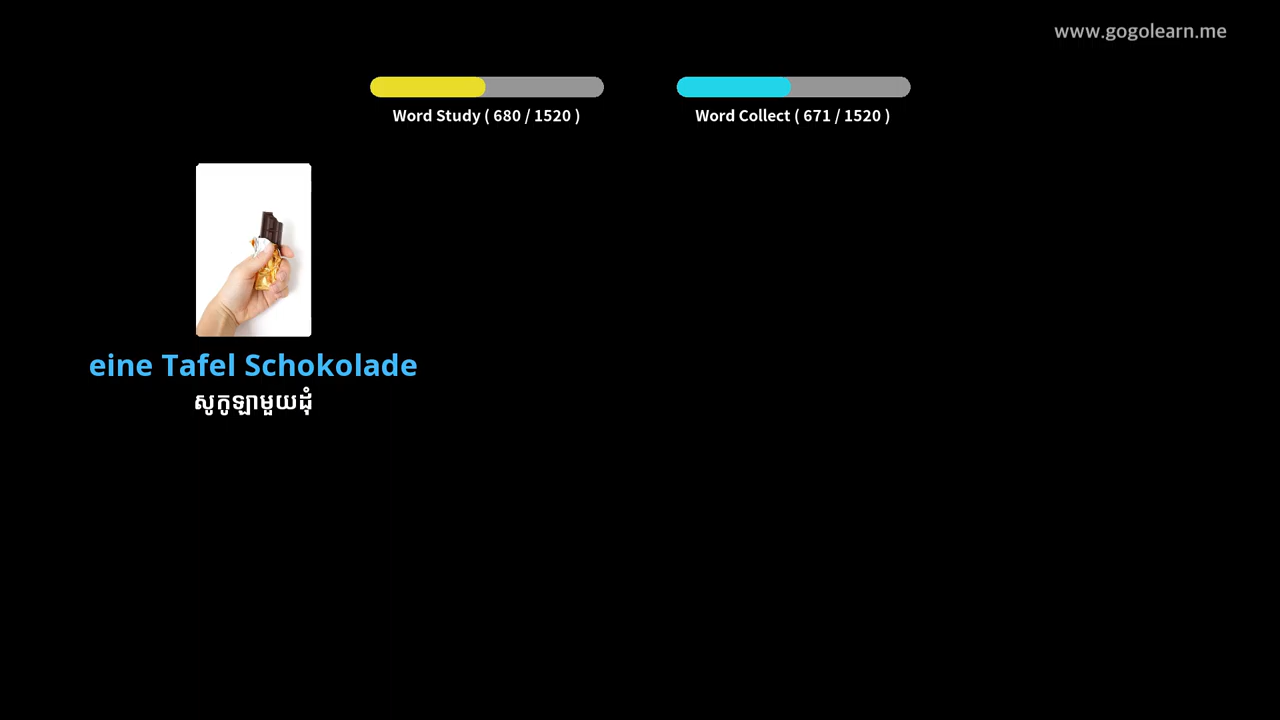 www.gogolearn.me
Word Study ( 680 / 1520 )
Word Collect ( 671 / 1520 )
eine Tafel Schokolade
សូកូឡាមួយដុំ